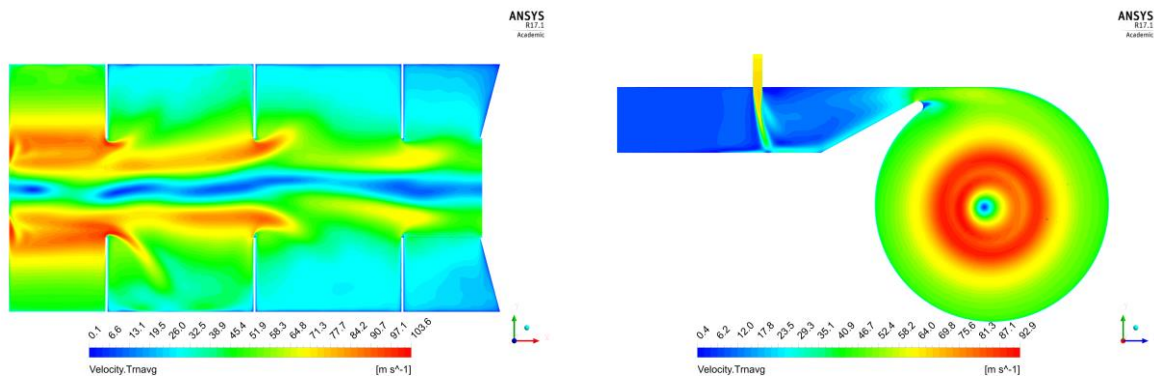 ANSYS
R17.1
Academic
0.1 6.6 13.1 19.5 26.0 32.5 38.9 45.4 51.9 58.3 64.8 71.3 77.7 84.2 90.7 97.1 103.6
Velocity.Trnavg [m s^-1]
ANSYS
R17.1
Academic
0.4 6.2 12.0 17.8 23.5 29.3 35.1 40.9 46.7 52.4 58.2 64.0 69.8 75.6 81.3 87.1 92.9
Velocity.Trnavg [m s^-1]